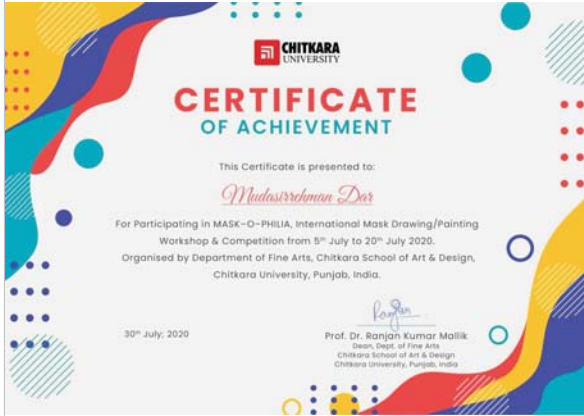 CHITKARA
UNIVERSITY
CERTIFICATE
OF ACHIEVEMENT
This Certificate is presented to:
Mudasirrehman Dar
For Participating in MASK-O-PHILIA, International Mask Drawing/Painting
Workshop & Competition from 5th July to 20th July 2020.
Organised by Department of Fine Arts, Chitkara School of Art & Design,
Chitkara University, Punjab, India.
Ranjan
30th July, 2020
Prof. Dr. Ranjan Kumar Mallik
Dean, Dept. of Fine Arts
Chitkara School of Art & Design
Chitkara University, Punjab, India